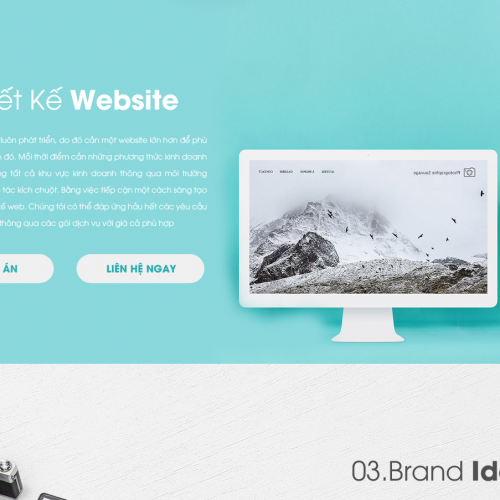 ết Kế Website
luôn phát triển, do đó cần một website lớn hơn để phù
đó. Mỗi thời điểm cần những phương thức kinh doanh
ng tất cả khu vực kinh doanh thông qua môi trường
tác kích chuột. Bằng việc tiếp cận một cách sáng tạo
kế web. Chúng tôi có thể đáp ứng hầu hết các yêu cầu
thông qua các gói dịch vụ với giá cả phù hợp
ÁN
LIÊN HỆ NGAY
03.Brand Ide